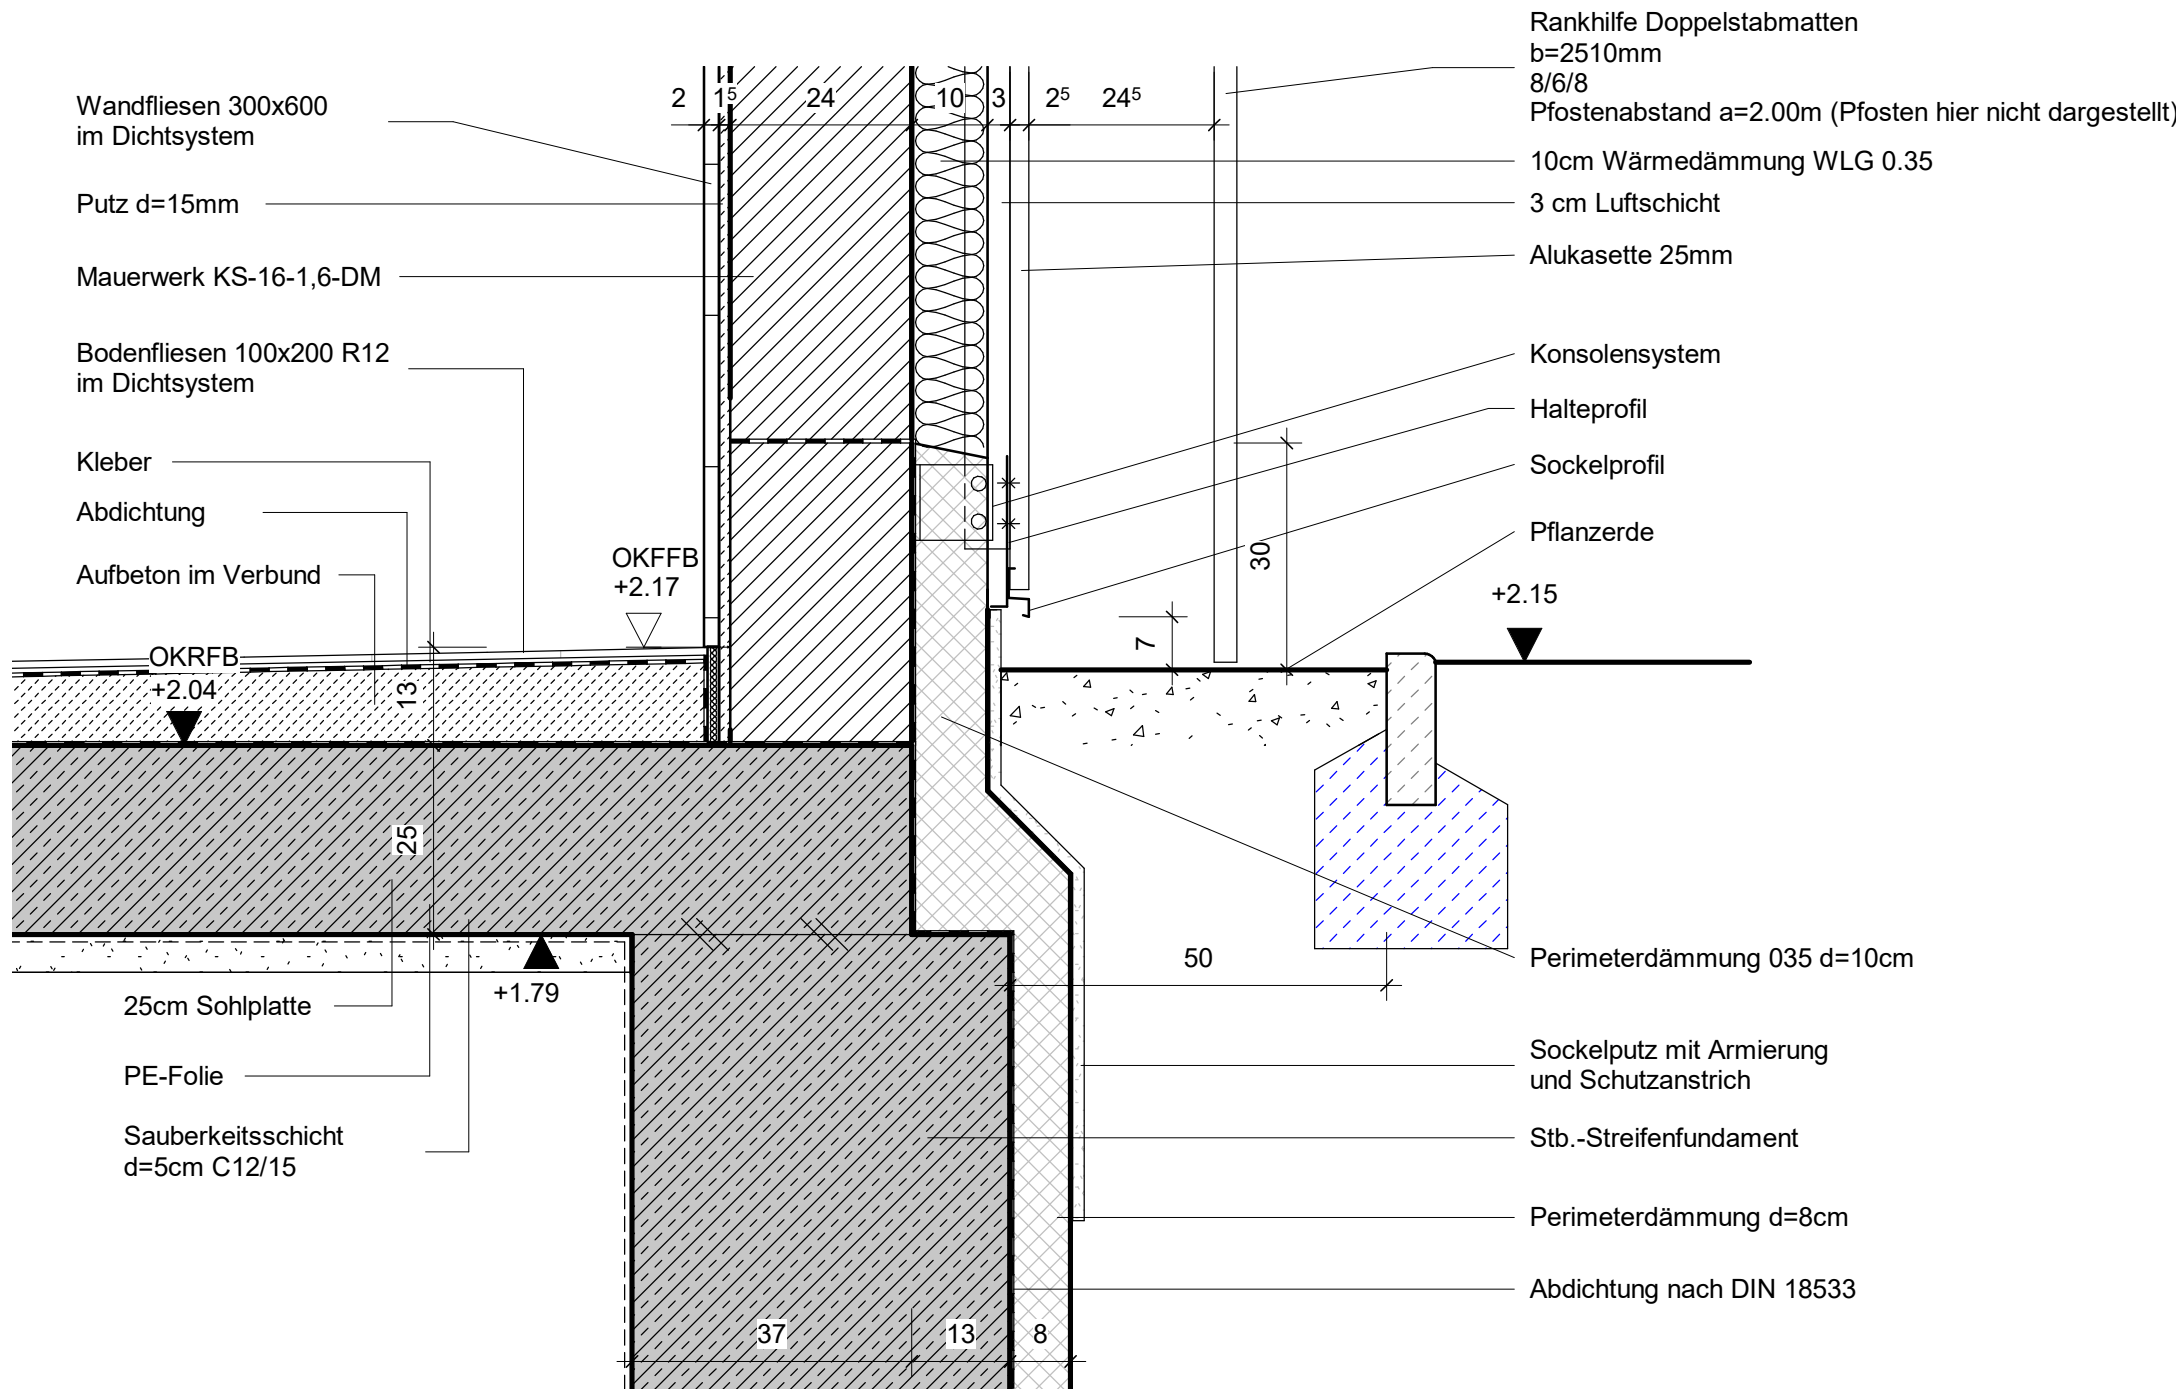 Rankhilfe Doppelstabmatten
b=2510mm
8/6/8
Pfostenabstand a=2.00m (Pfosten hier nicht dargestellt)
2 1⁵ 24 10 3 2⁵ 24⁵
Wandfliesen 300x600
im Dichtsystem
Putz d=15mm
Mauerwerk KS-16-1,6-DM
Bodenfliesen 100x200 R12
im Dichtsystem
Kleber
Abdichtung
Aufbeton im Verbund
OKFFB
+2.17
OKRFB
+2.04
13
25
+1.79
25cm Sohlplatte
PE-Folie
Sauberkeitsschicht
d=5cm C12/15
37 13 8
10cm Wärmedämmung WLG 0.35
3 cm Luftschicht
Alukasette 25mm
Konsolensystem
Halteprofil
Sockelprofil
Pflanzerde
30
7
+2.15
50
Perimeterdämmung 035 d=10cm
Sockelputz mit Armierung
und Schutzanstrich
Stb.-Streifenfundament
Perimeterdämmung d=8cm
Abdichtung nach DIN 18533